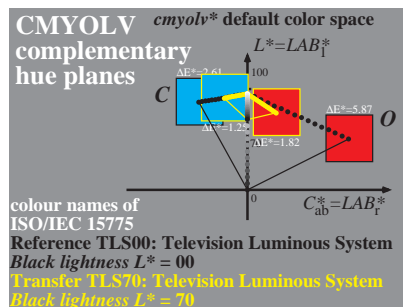 CMYOLV
complementary
hue planes
cmyolv* default color space
L*=LAB*l
ΔE*=2.61
100
C
ΔE*=5.87
O
ΔE*=1.25
ΔE*=1.82
0
C*ab=LAB*r
colour names of
ISO/IEC 15775
Reference TLS00: Television Luminous System
Black lightness L* = 00
Transfer TLS70: Television Luminous System
Black lightness L* = 70